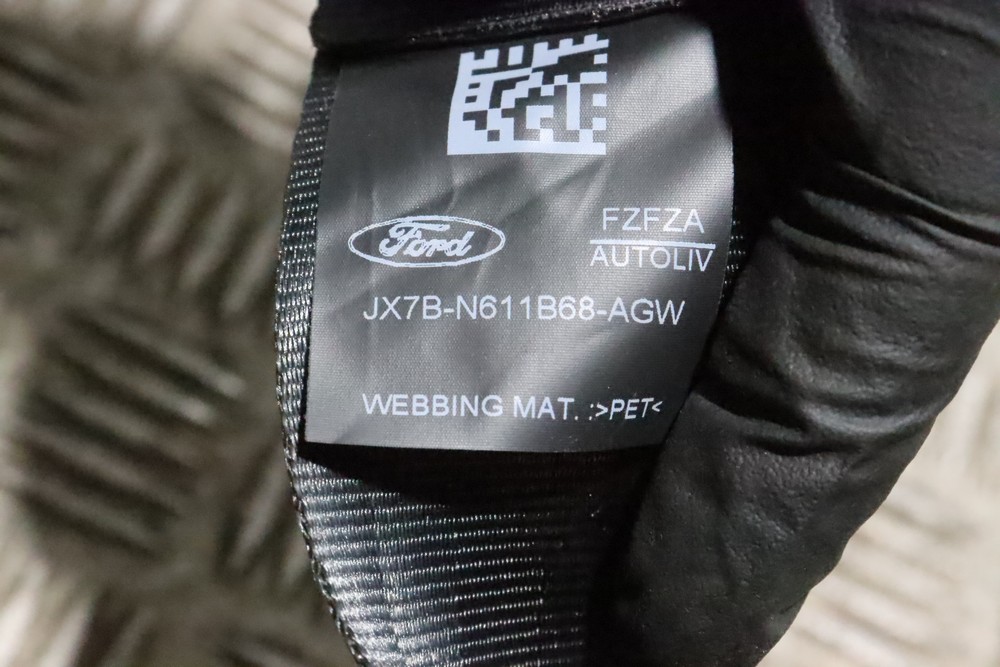 Ford
FZFZA
AUTOLIV
JX7B-N611B68-AGW
WEBBING MAT. :>PET<